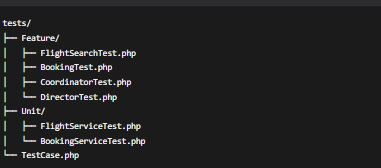 tests/
├── Feature/
│   ├── FlightSearchTest.php
│   ├── BookingTest.php
│   ├── CoordinatorTest.php
│   └── DirectorTest.php
├── Unit/
│   ├── FlightServiceTest.php
│   └── BookingServiceTest.php
└── TestCase.php